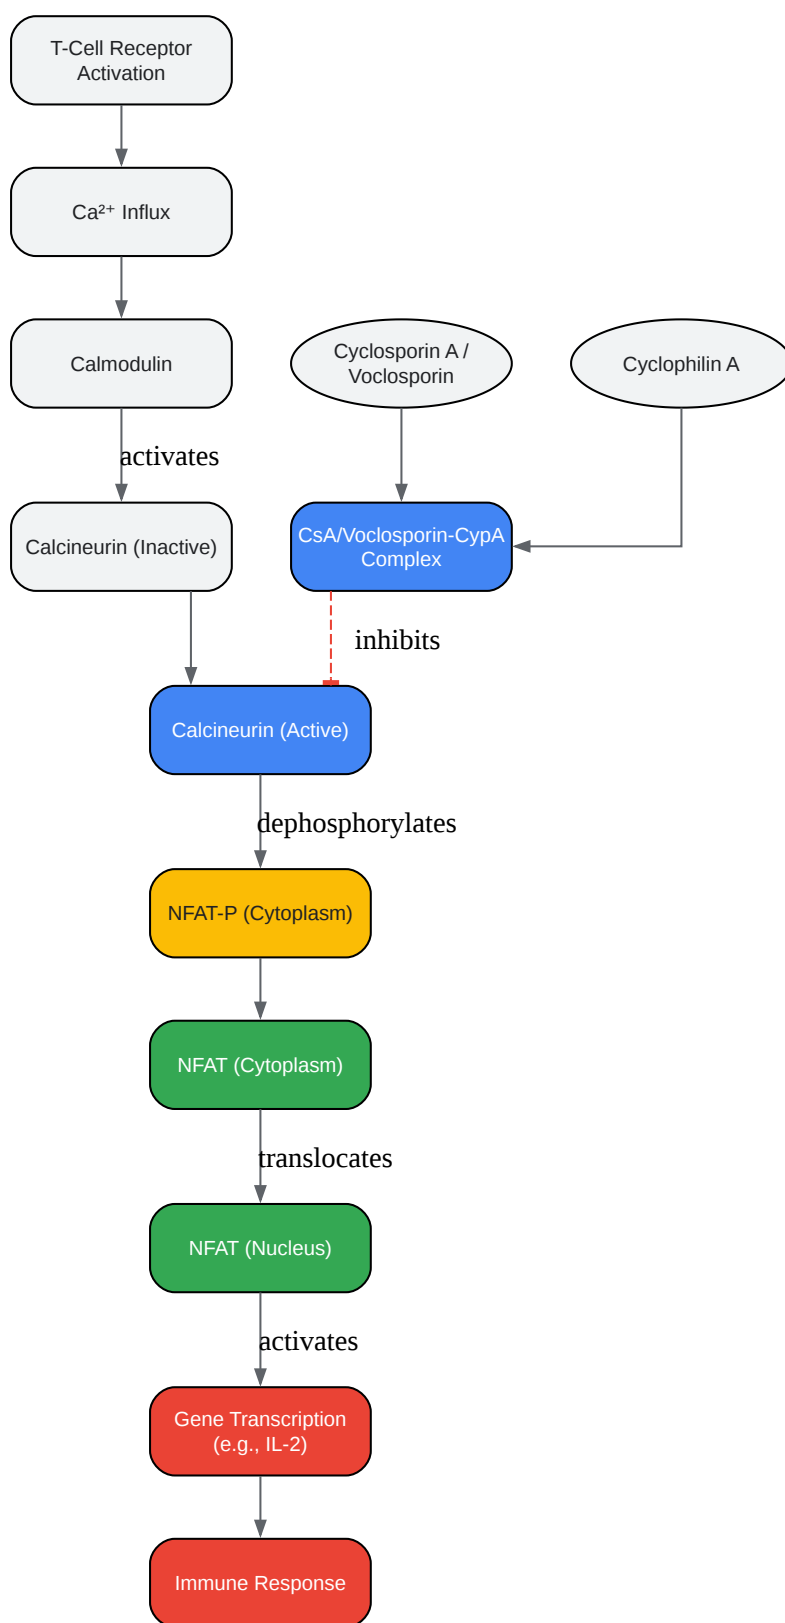 T-Cell Receptor
Activation
Ca²⁺ Influx
Calmodulin
Cyclosporin A /
Voclosporin
Cyclophilin A
activates
Calcineurin (Inactive)
CsA/Voclosporin-CypA
Complex
inhibits
Calcineurin (Active)
dephosphorylates
NFAT-P (Cytoplasm)
NFAT (Cytoplasm)
translocates
NFAT (Nucleus)
activates
Gene Transcription
(e.g., IL-2)
Immune Response